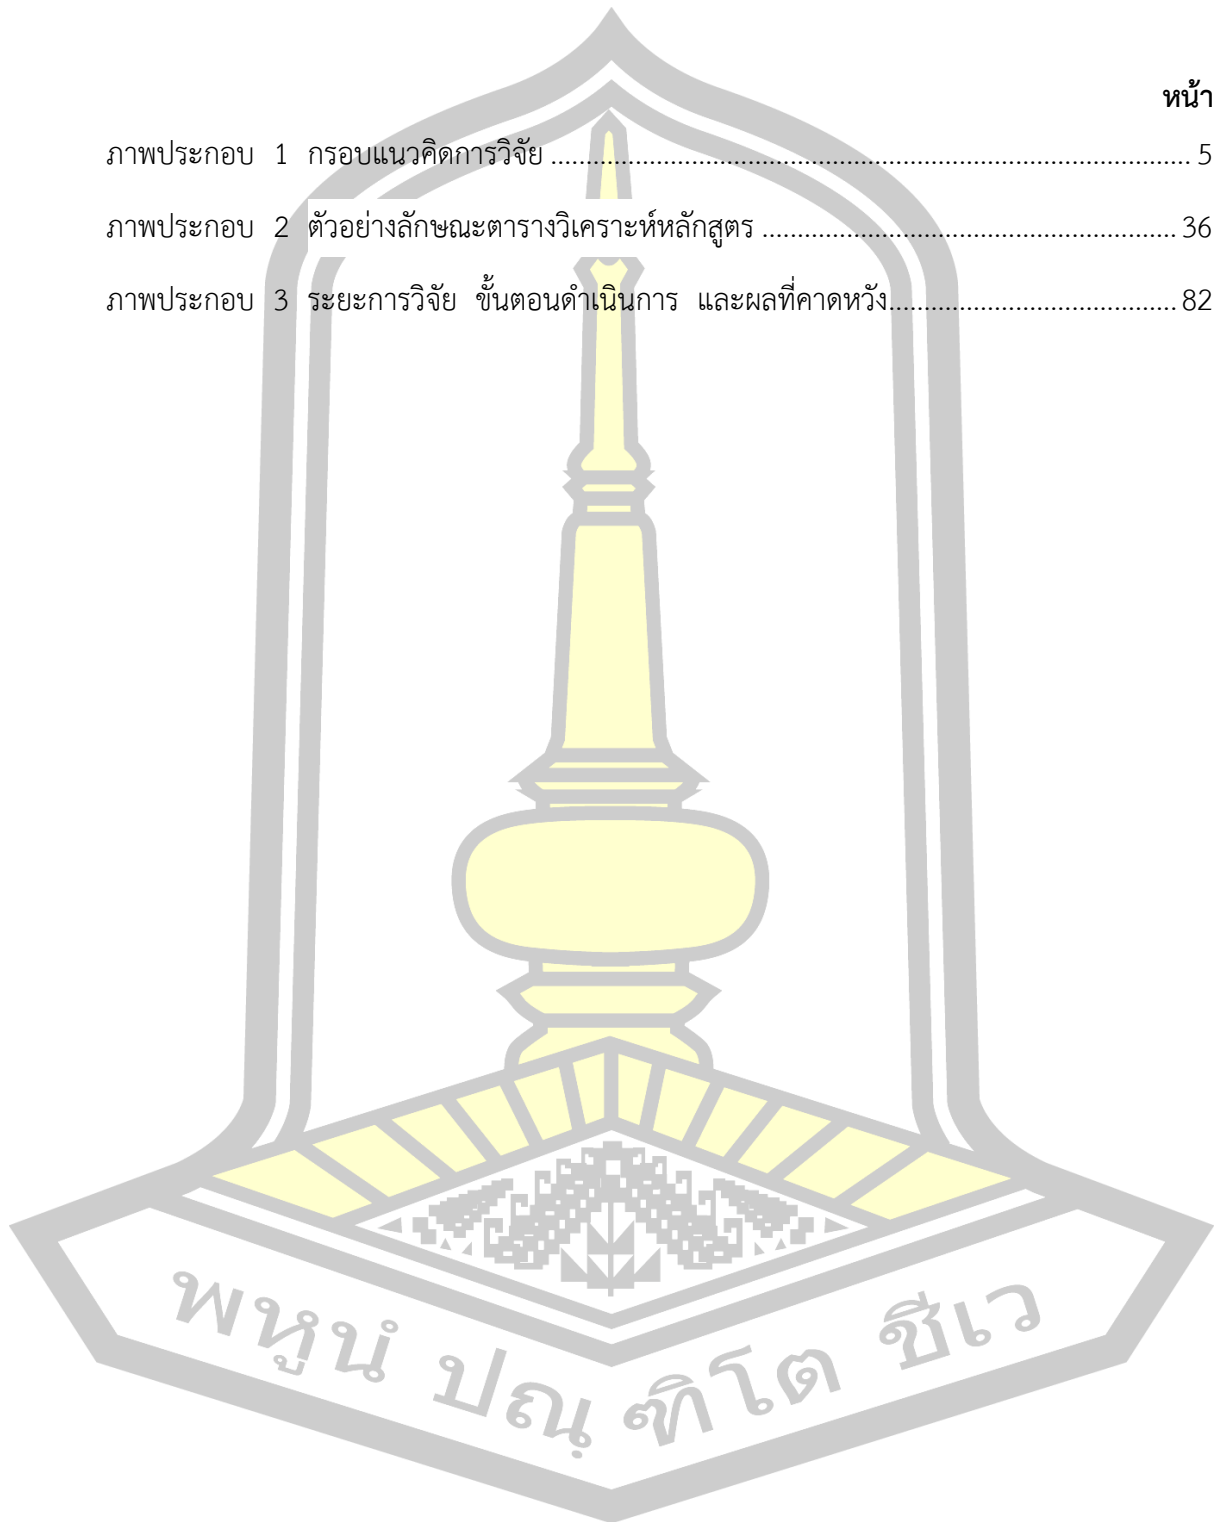 หน้า
ภาพประกอบ 1 กรอบแนวคิดการวิจัย ........................................................................................... 5
ภาพประกอบ 2 ตัวอย่างลักษณะตารางวิเคราะห์หลักสูตร ........................................................... 36
ภาพประกอบ 3 ระยะการวิจัย ขั้นตอนดำเนินการ และผลที่คาดหวัง......................................... 82
พหูนํ ปณฺฑิโต ชีเว